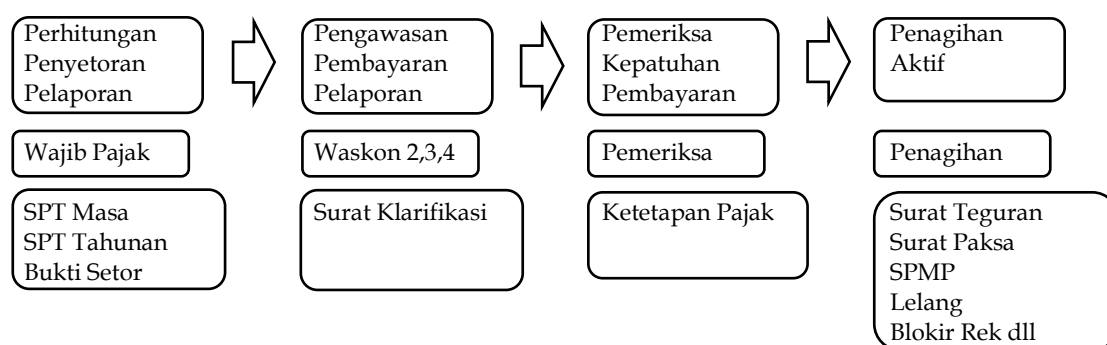 Perhitungan
Penyetoran
Pelaporan
Pengawasan
Pembayaran
Pelaporan
Pemeriksa
Kepatuhan
Pembayaran
Penagihan
Aktif
Wajib Pajak
Waskon 2,3,4
Pemeriksa
Penagihan
SPT Masa
SPT Tahunan
Bukti Setor
Surat Klarifikasi
Ketetapan Pajak
Surat Teguran
Surat Paksa
SPMP
Lelang
Blokir Rek dll